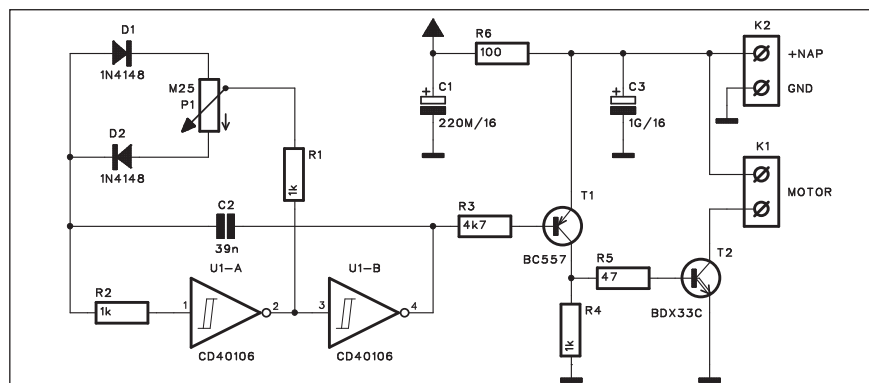 D1
1N4148
M25
P1
D2
1N4148
R1
1k
C2
39n
R2
1k
U1-A
1
2
CD40106
U1-B
3
4
CD40106
R6
100
+
C1
220M/16
+
C3
1G/16
K2
+NAP
GND
K1
MOTOR
R3
4k7
T1
BC557
R5
47
R4
1k
T2
BDX33C